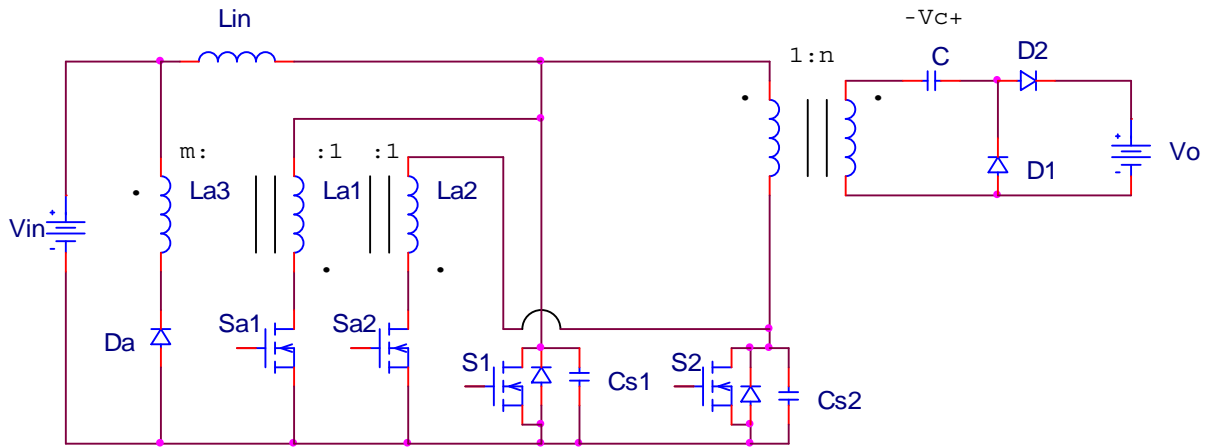 -Vc+
Lin
1:n
C
D2
m:
:1
:1
La3
La1
La2
D1
Vo
Vin
+
-
+
-
Da
Sa1
Sa2
S1
Cs1
S2
Cs2